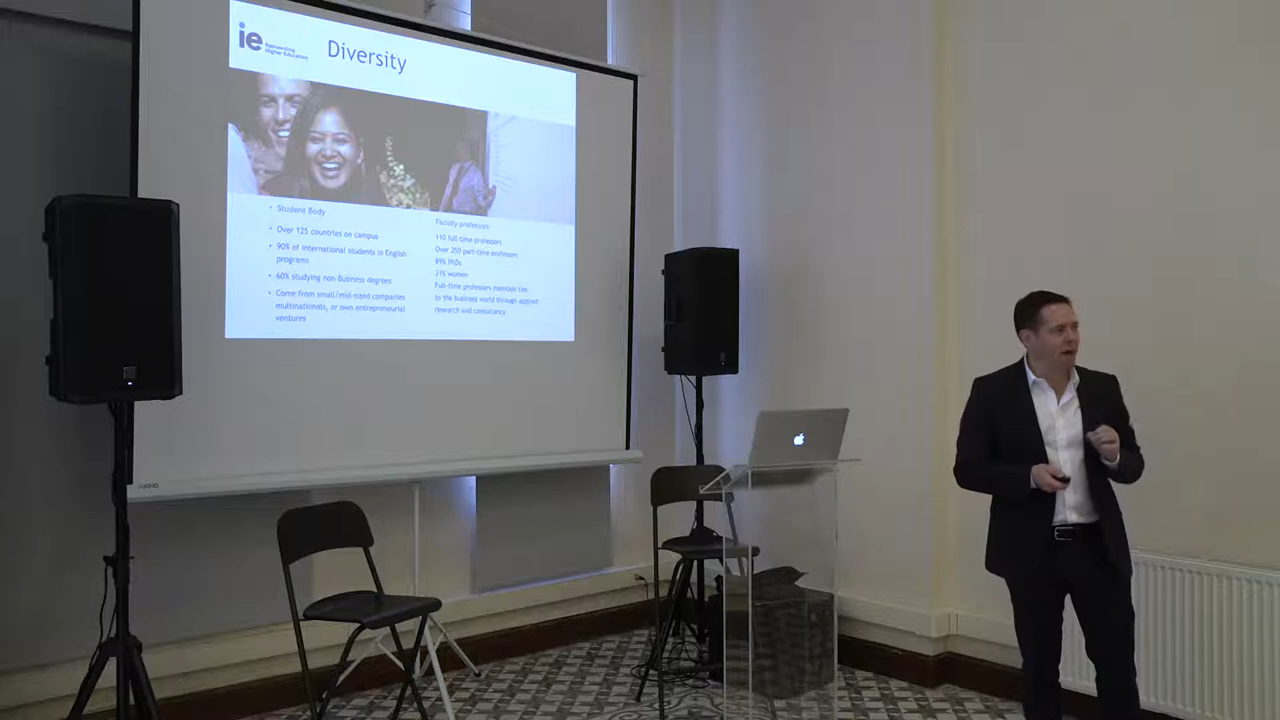 ie
Reinventing
Higher Education
Diversity
• Student Body
• Over 125 countries on campus
• 90% of international students in English
programs
• 60% studying non-Business degrees
• Come from small/mid-sized companies
multinationals, or own entrepreneurial
ventures
Faculty professors
110 full-time professors
Over 250 part-time professors
PhDs
women
Full-time professors maintain ties
to the business world through applied
research and consultancy